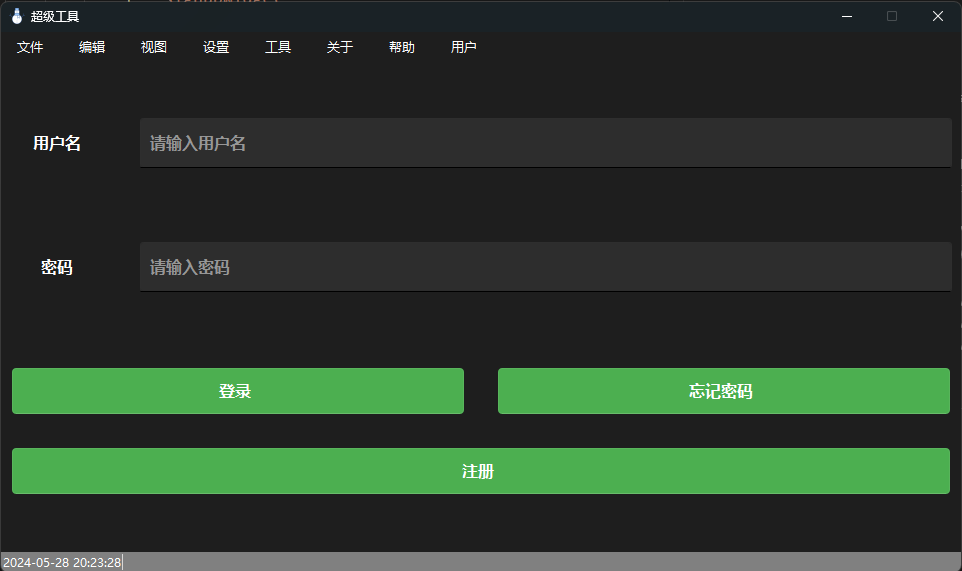 超级工具
文件 编辑 视图 设置 工具 关于 帮助 用户
用户名 请输入用户名
密码 请输入密码
登录 忘记密码
注册
2024-05-28 20:23:28